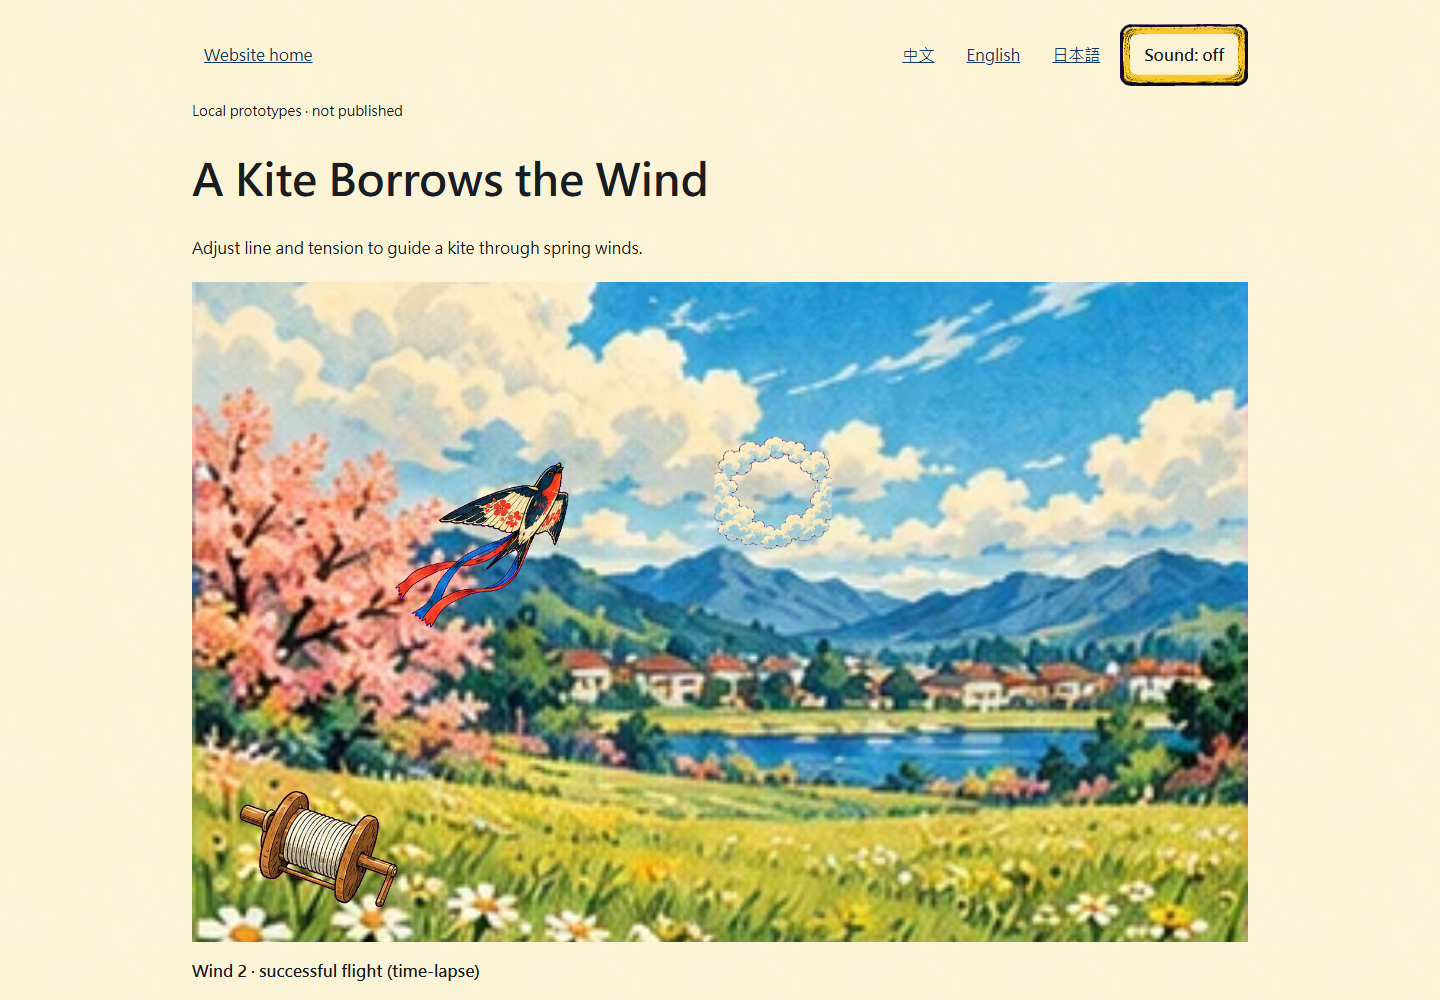 Website home
中文 English 日本語 Sound: off
Local prototypes · not published
A Kite Borrows the Wind
Adjust line and tension to guide a kite through spring winds.
Wind 2 · successful flight (time-lapse)